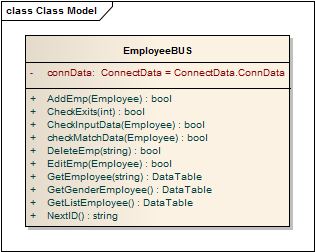 class Class Model
EmployeeBUS
- connData: ConnectData = ConnectData.ConnData
+ AddEmp(Employee) : bool
+ CheckExits(int) : bool
+ CheckInputData(Employee) : bool
+ checkMatchData(Employee) : bool
+ DeleteEmp(string) : bool
+ EditEmp(Employee) : bool
+ GetEmployee(string) : DataTable
+ GetGenderEmployee() : DataTable
+ GetListEmployee() : DataTable
+ NextID() : string